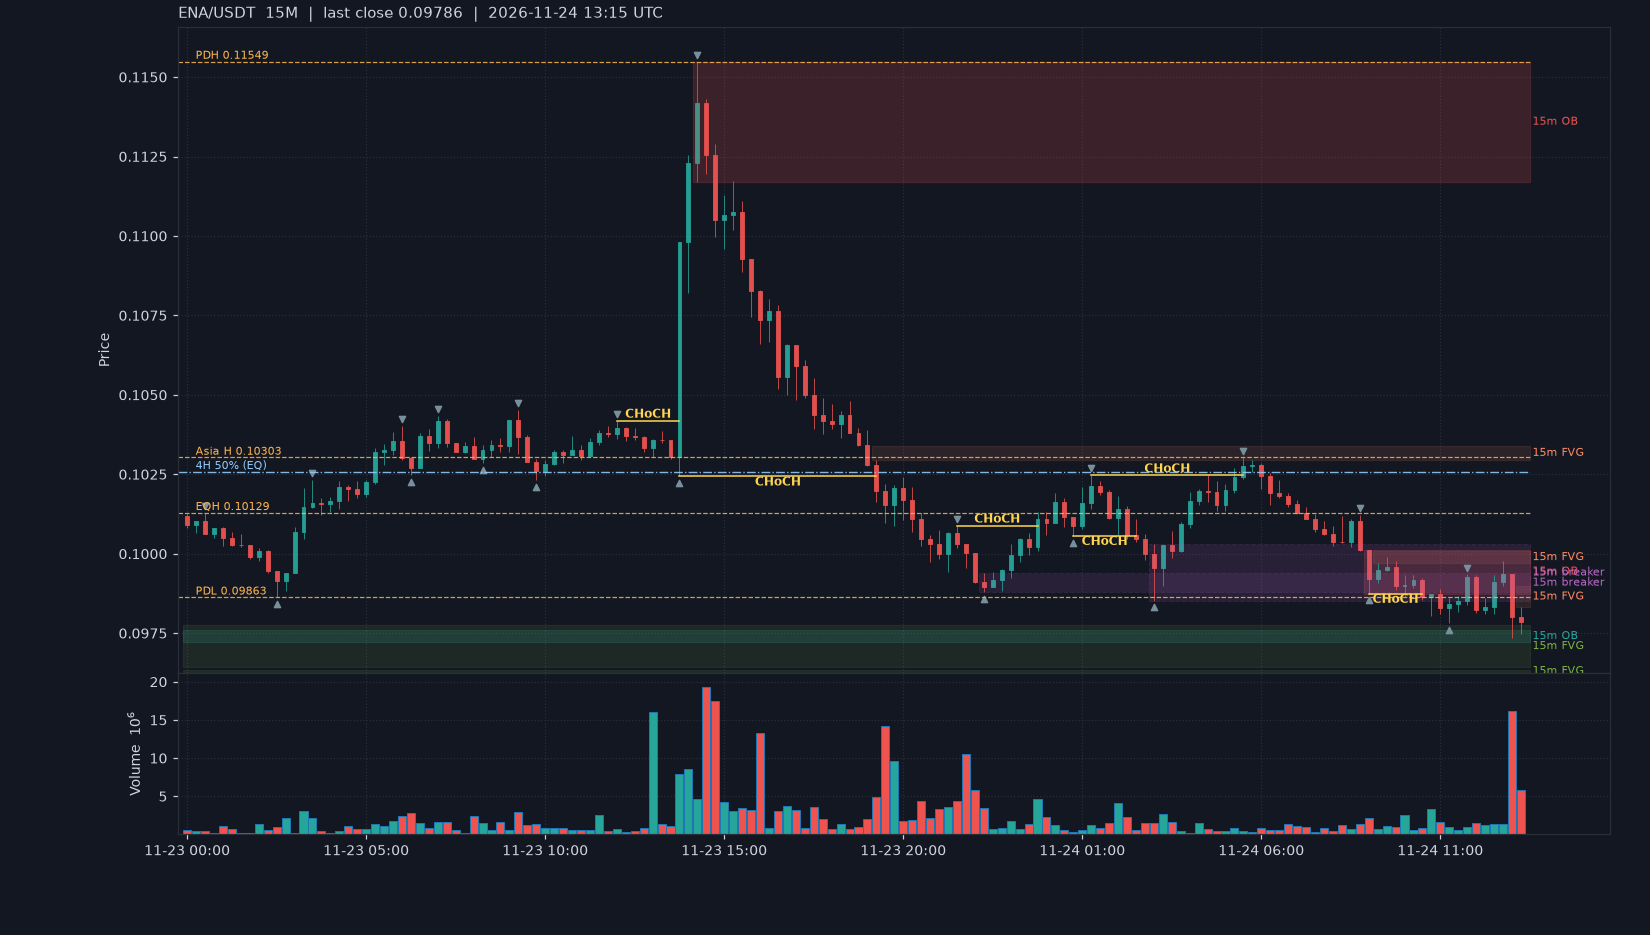 ENA/USDT 15M | last close 0.09786 | 2026-11-24 13:15 UTC
PDH 0.11549
0.1150
15m OB
0.1125
0.1100
0.1075
Price
0.1050
CHoCH
Asia H 0.10303
15m FVG
4H 50% (EQ)
CHoCH
0.1025
CHoCH
EQH 0.10129
CHoCH
CHoCH
0.1000
15m FVG
15m OB
15m breaker
15m breaker
PDL 0.09863
15m FVG
CHoCH
0.0975
15m OB
15m FVG
15m FVG
20
15
10
5
Volume 10⁶
11-23 00:00
11-23 05:00
11-23 10:00
11-23 15:00
11-23 20:00
11-24 01:00
11-24 06:00
11-24 11:00